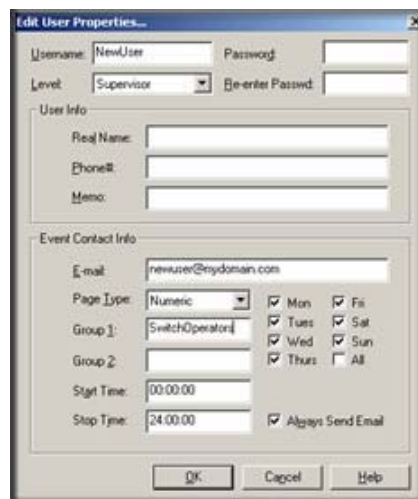 Edit User Properties...
Username: NewUser Password:
Level: Supervisor Re-enter Passwd:
User Info
Real Name:
Phone#:
Memo:
Event Contact Info
E-mail: newuser@mydomain.com
Page Type: Numeric
Mon Fri
Group 1: SwitchOperators
Tues Sat
Wed Sun
Group 2:
Thurs All
Start Time: 00:00:00
Stop Time: 24:00:00 Always Send Email
OK Cancel Help